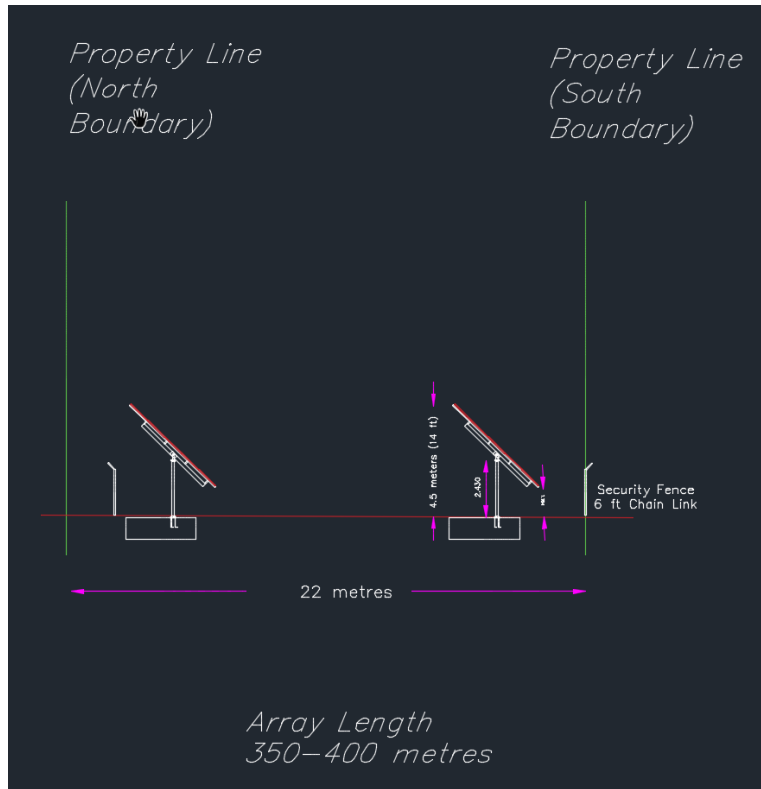 Property Line
(North
Boundary)
Property Line
(South
Boundary)
4.5 meters (14 ft)
2.430
Security Fence
6 ft Chain Link
22 metres
Array Length
350-400 metres